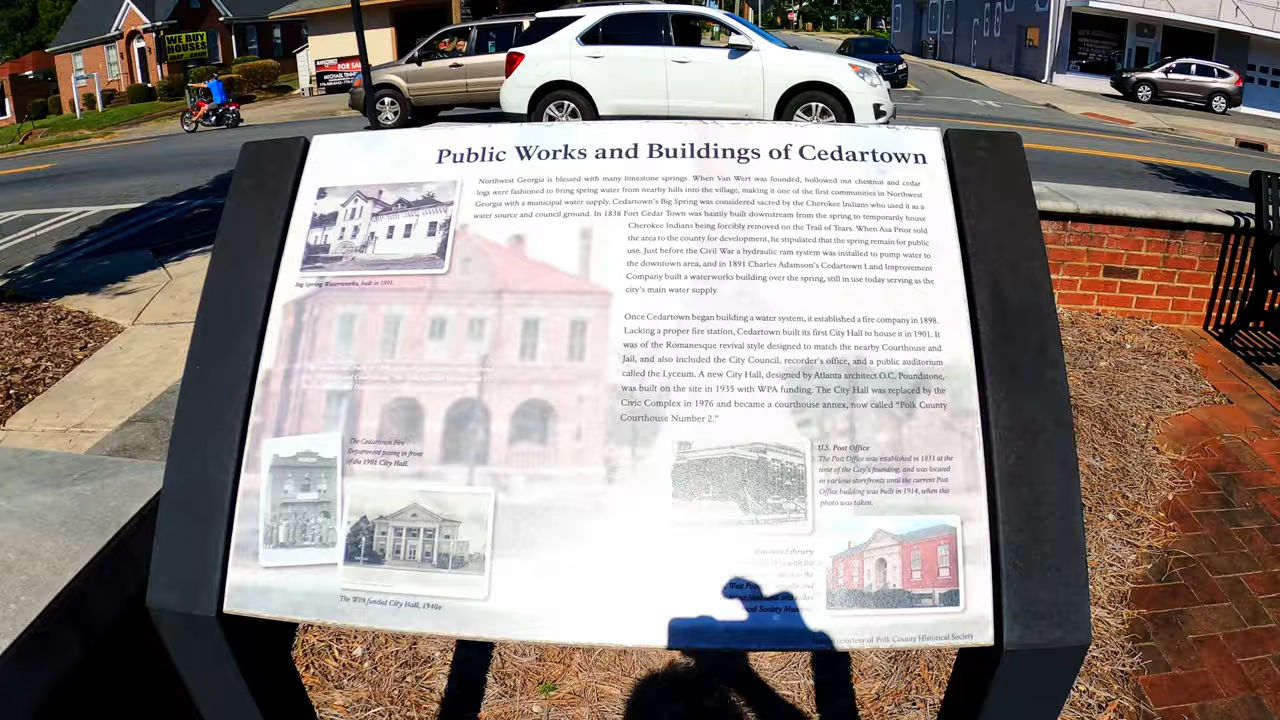 WE BUY
HOUSES
FOR SALE
Public Works and Buildings of Cedartown
Northwest Georgia is blessed with many limestone springs. When Van Wert was founded, hollowed out chestnut and cedar
logs were fashioned to bring spring water from nearby hills into the village, making it one of the first communities in Northwest
Georgia with a municipal water supply. Cedartown's Big Spring was considered sacred by the Cherokee Indians who used it as a
water source and council ground. In 1838 Fort Cedar Town was hastily built downstream from the spring to temporarily house
Cherokee Indians being forcibly removed on the Trail of Tears. When Asa Prior sold
the area to the county for development, he stipulated that the spring remain for public
use. Just before the Civil War a hydraulic ram system was installed to pump water to
the downtown area, and in 1891 Charles Adamson's Cedartown Land Improvement
Company built a waterworks building over the spring, still in use today serving as the
city's main water supply.
Big Spring Waterworks, built in 1891.
Once Cedartown began building a water system, it established a fire company in 1898.
Lacking a proper fire station, Cedartown built its first City Hall to house it in 1901. It
was of the Romanesque revival style designed to match the nearby Courthouse and
Jail, and also included the City Council, recorder's office, and a public auditorium
called the Lyceum. A new City Hall, designed by Atlanta architect O.C. Poundstone,
was built on the site in 1935 with WPA funding. The City Hall was replaced by the
Civic Complex in 1976 and became a courthouse annex, now called "Polk County
Courthouse Number 2."
The Cedartown Fire
Department posing in front
of the 1901 City Hall.
The WPA funded City Hall, 1940s
U.S. Post Office
The Post Office was established in 1833 at the
time of the City's founding, and was located
in various storefronts until the current Post
Office building was built in 1914, when this
photo was taken.
Library
with the
in the
West
and
Society Museum.
courtesy of Polk County Historical Society